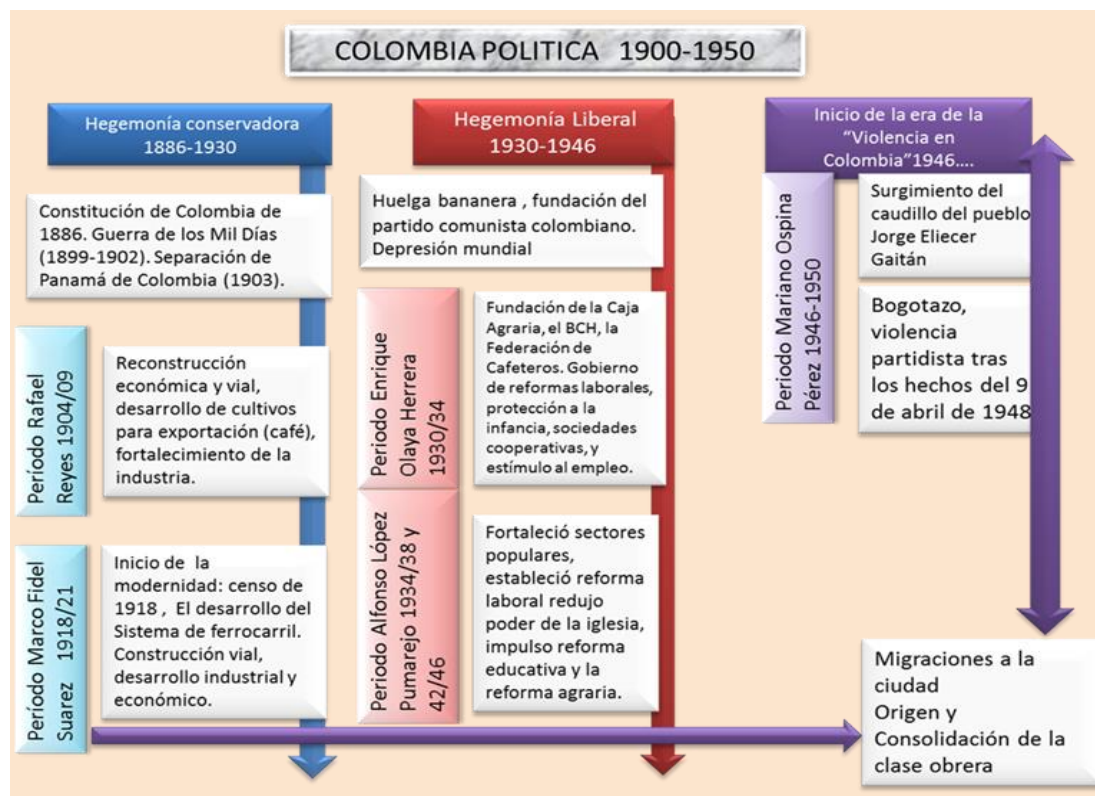 COLOMBIA POLITICA 1900-1950
Hegemonía conservadora
1886-1930
Constitución de Colombia de
1886. Guerra de los Mil Días
(1899-1902). Separación de
Panamá de Colombia (1903).
Período Rafael
Reyes 1904/09
Reconstrucción
económica y vial,
desarrollo de cultivos
para exportación (café),
fortalecimiento de la
industria.
Período Marco Fidel
Suarez 1918/21
Inicio de la
modernidad: censo de
1918 , El desarrollo del
Sistema de ferrocarril.
Construcción vial,
desarrollo industrial y
económico.
Hegemonía Liberal
1930-1946
Huelga bananera , fundación del
partido comunista colombiano.
Depresión mundial
Periodo Enrique
Olaya Herrera
1930/34
Fundación de la Caja
Agraria, el BCH, la
Federación de
Cafeteros. Gobierno
de reformas laborales,
protección a la
infancia, sociedades
cooperativas, y
estímulo al empleo.
Periodo Alfonso López
Pumarejo 1934/38 y
42/46
Fortaleció sectores
populares,
estableció reforma
laboral redujo
poder de la iglesia,
impulso reforma
educativa y la
reforma agraria.
Inicio de la era de la
"Violencia en
Colombia"1946....
Periodo Mariano Ospina
Pérez 1946-1950
Surgimiento del
caudillo del pueblo
Jorge Eliecer
Gaitán
Bogotazo,
violencia
partidista tras
los hechos del 9
de abril de 1948
Migraciones a la
ciudad
Origen y
Consolidación de la
clase obrera